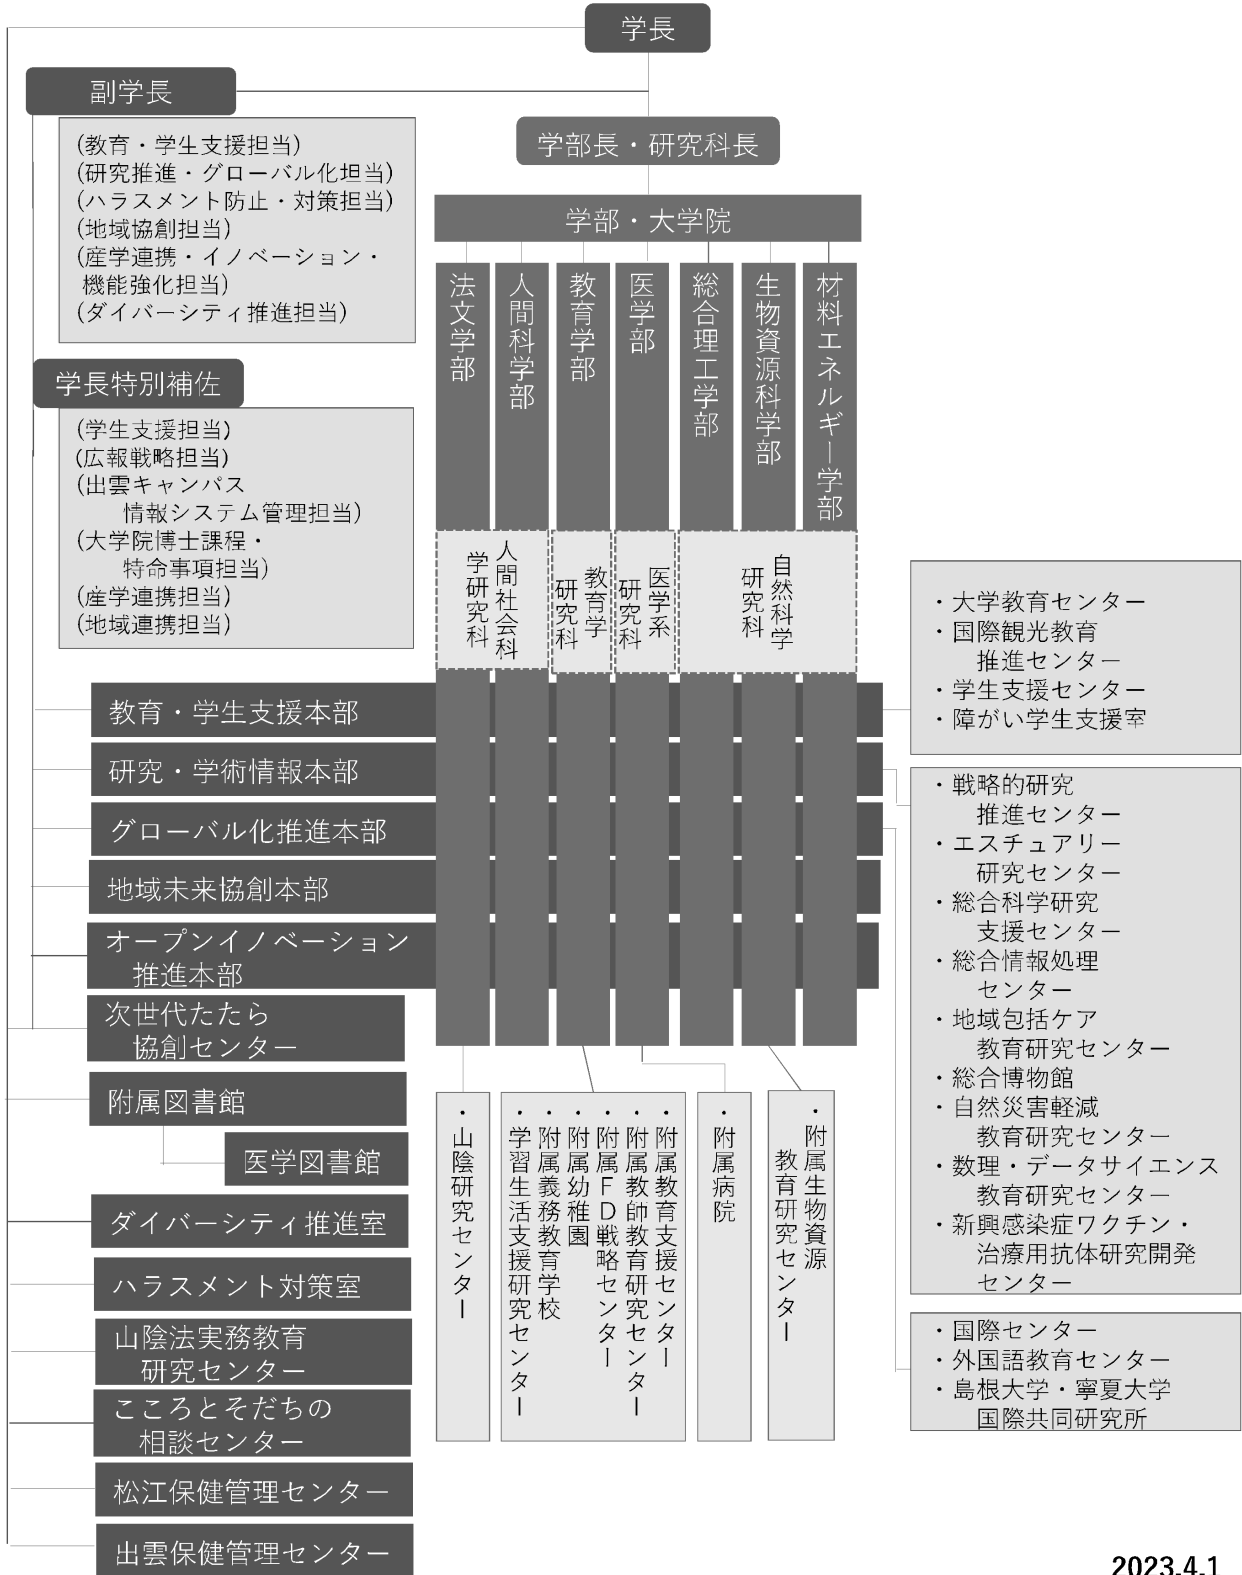 学長
副学長
(教育・学生支援担当)
(研究推進・グローバル化担当)
(ハラスメント防止・対策担当)
(地域協創担当)
(産学連携・イノベーション・
機能強化担当)
(ダイバーシティ推進担当)
学長特別補佐
(学生支援担当)
(広報戦略担当)
(出雲キャンパス
情報システム管理担当)
(大学院博士課程・
特命事項担当)
(産学連携担当)
(地域連携担当)
学部長・研究科長
学部・大学院
法文学部
人間科学部
教育学部
医学部
総合理工学部
生物資源科学部
材料エネルギー学部
人間社会科
学研究科
教育学
研究科
医学系
研究科
自然科学
研究科
教育・学生支援本部
研究・学術情報本部
グローバル化推進本部
地域未来協創本部
オープンイノベーション
推進本部
次世代たたら
協創センター
附属図書館
医学図書館
ダイバーシティ推進室
ハラスメント対策室
山陰法実務教育
研究センター
こころとそだちの
相談センター
松江保健管理センター
出雲保健管理センター
・山陰研究センター
・附属教育支援センター
・附属教師教育研究センター
・附属FD戦略センター
・附属幼稚園
・附属義務教育学校
・学習生活支援研究センター
・附属病院
・附属生物資源
教育研究センター
・大学教育センター
・国際観光教育
推進センター
・学生支援センター
・障がい学生支援室
・戦略的研究
推進センター
・エスチュアリー
研究センター
・総合科学研究
支援センター
・総合情報処理
センター
・地域包括ケア
教育研究センター
・総合博物館
・自然災害軽減
教育研究センター
・数理・データサイエンス
教育研究センター
・新興感染症ワクチン・
治療用抗体研究開発
センター
・国際センター
・外国語教育センター
・島根大学・寧夏大学
国際共同研究所
2023.4.1